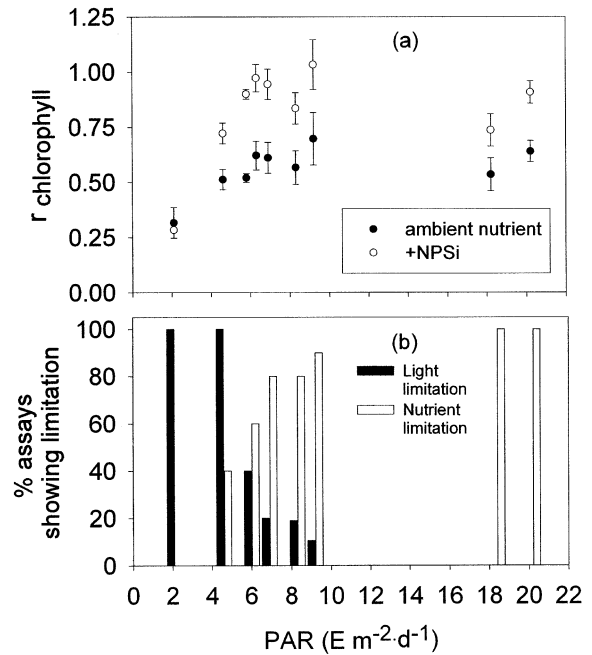 1.25
1.00
0.75
0.50
0.25
0.00
r chlorophyll
(a)
ambient nutrient
+NPSi
100
80
60
40
20
0
% assays
showing limitation
(b)
Light
limitation
Nutrient
limitation
0 2 4 6 8 10 12 14 16 18 20 22
PAR (E m⁻²·d⁻¹)